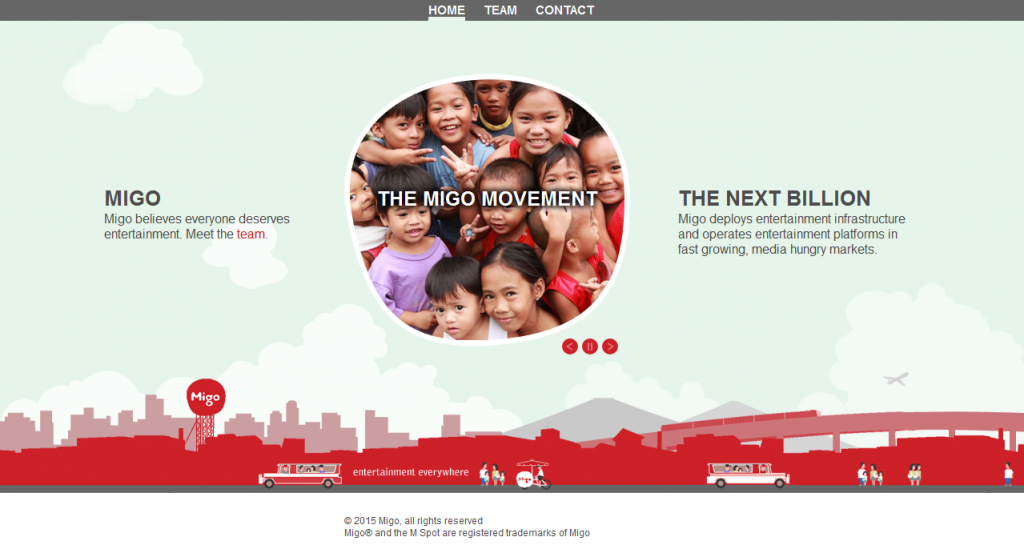 HOME TEAM CONTACT
THE MIGO MOVEMENT
MIGO
Migo believes everyone deserves
entertainment. Meet the team.
THE NEXT BILLION
Migo deploys entertainment infrastructure
and operates entertainment platforms in
fast growing, media hungry markets.
Migo
entertainment everywhere
Migo
© 2015 Migo, all rights reserved
Migo® and the M Spot are registered trademarks of Migo